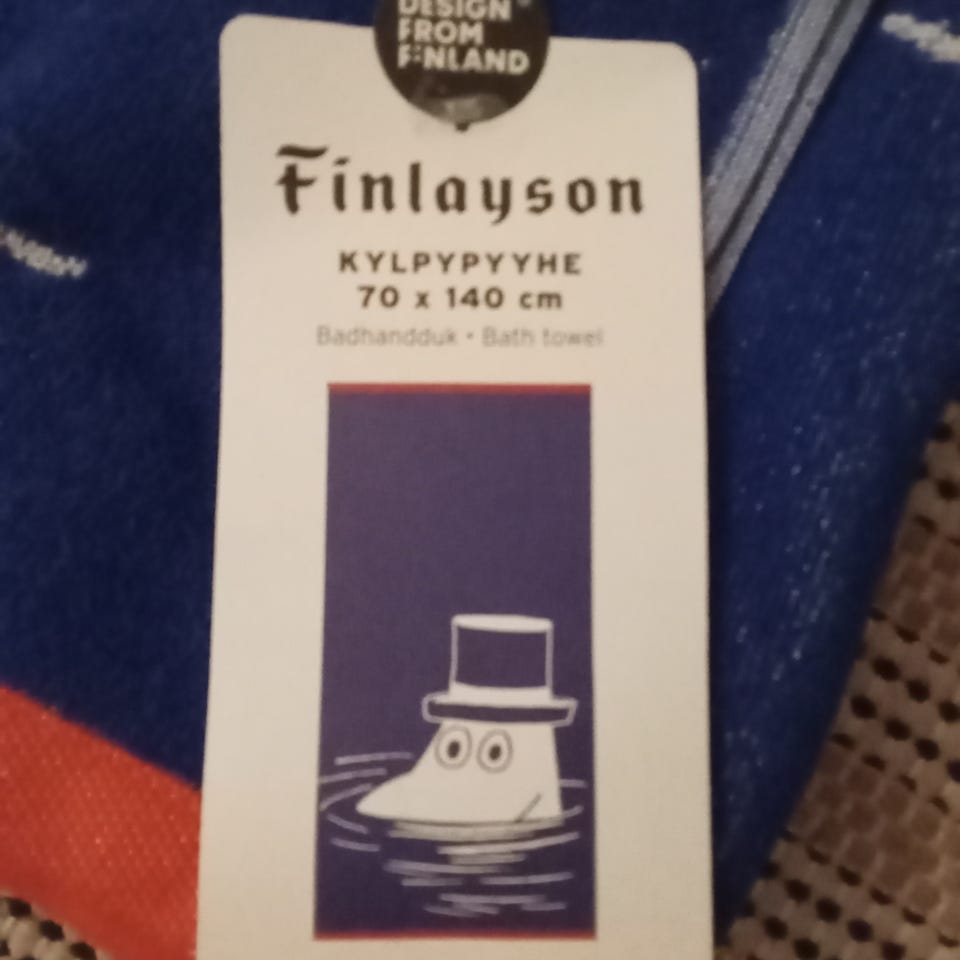 DESIGN
FROM
FINLAND
Finlayson
KYLPYPYYHE
70 x 140 cm
Badhandduk • Bath towel